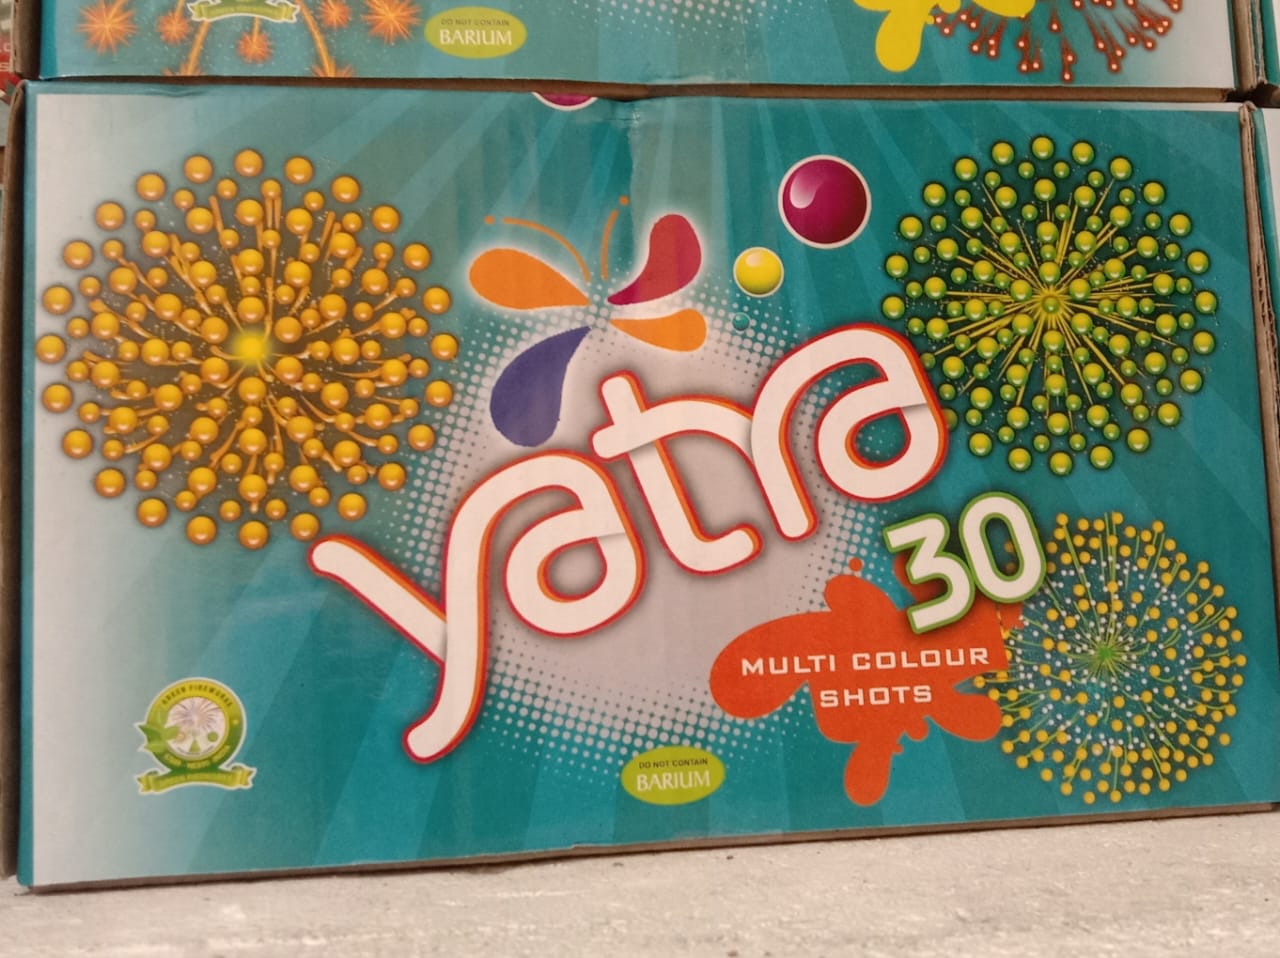 DO NOT CONTAIN
BARIUM
yatra
30
MULTI COLOUR
SHOTS
GREEN FIREWORKS
DO NOT CONTAIN
BARIUM